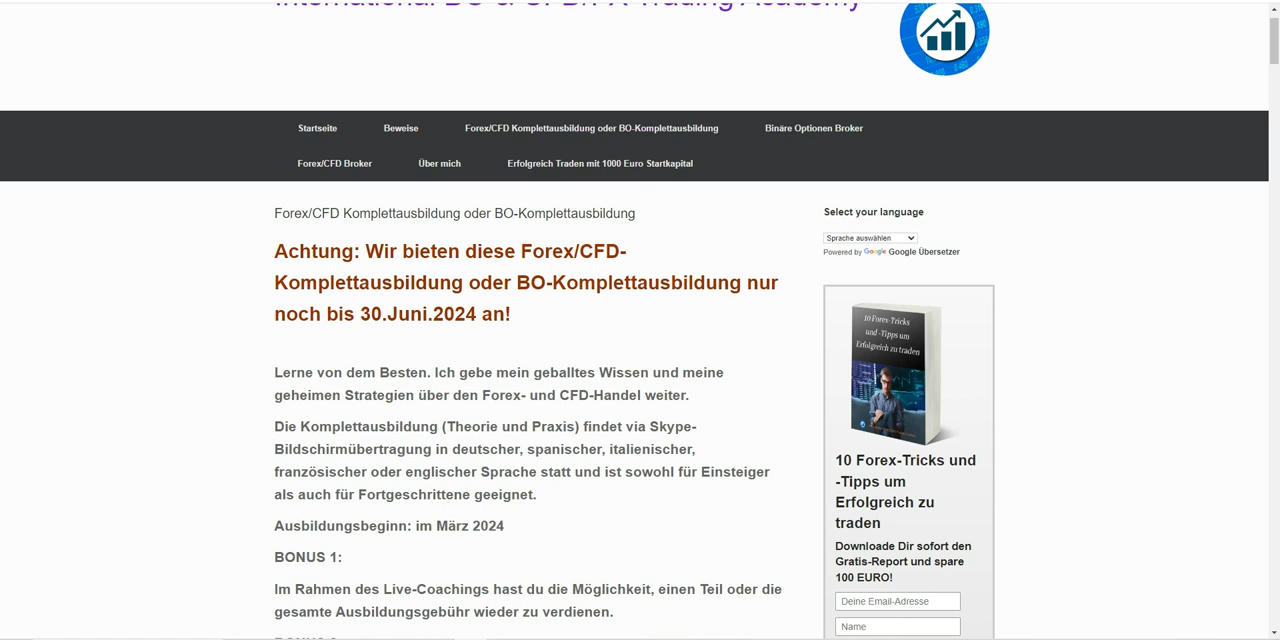 International BO & CFD/FX Trading Academy
Startseite
Beweise
Forex/CFD Komplettausbildung oder BO-Komplettausbildung
Binäre Optionen Broker
Forex/CFD Broker
Über mich
Erfolgreich Traden mit 1000 Euro Startkapital
Forex/CFD Komplettausbildung oder BO-Komplettausbildung
Achtung: Wir bieten diese Forex/CFD-
Komplettausbildung oder BO-Komplettausbildung nur
noch bis 30.Juni.2024 an!
Lerne von dem Besten. Ich gebe mein geballtes Wissen und meine
geheimen Strategien über den Forex- und CFD-Handel weiter.
Die Komplettausbildung (Theorie und Praxis) findet via Skype-
Bildschirmübertragung in deutscher, spanischer, italienischer,
französischer oder englischer Sprache statt und ist sowohl für Einsteiger
als auch für Fortgeschrittene geeignet.
Ausbildungsbeginn: im März 2024
BONUS 1:
Im Rahmen des Live-Coachings hast du die Möglichkeit, einen Teil oder die
gesamte Ausbildungsgebühr wieder zu verdienen.
Select your language
Sprache auswählen
Powered by Google Google Übersetzer
10 Forex-Tricks
und -Tipps um
Erfolgreich zu traden
10 Forex-Tricks und
-Tipps um
Erfolgreich zu
traden
Downloade Dir sofort den
Gratis-Report und spare
100 EURO!
Deine Email-Adresse
Name